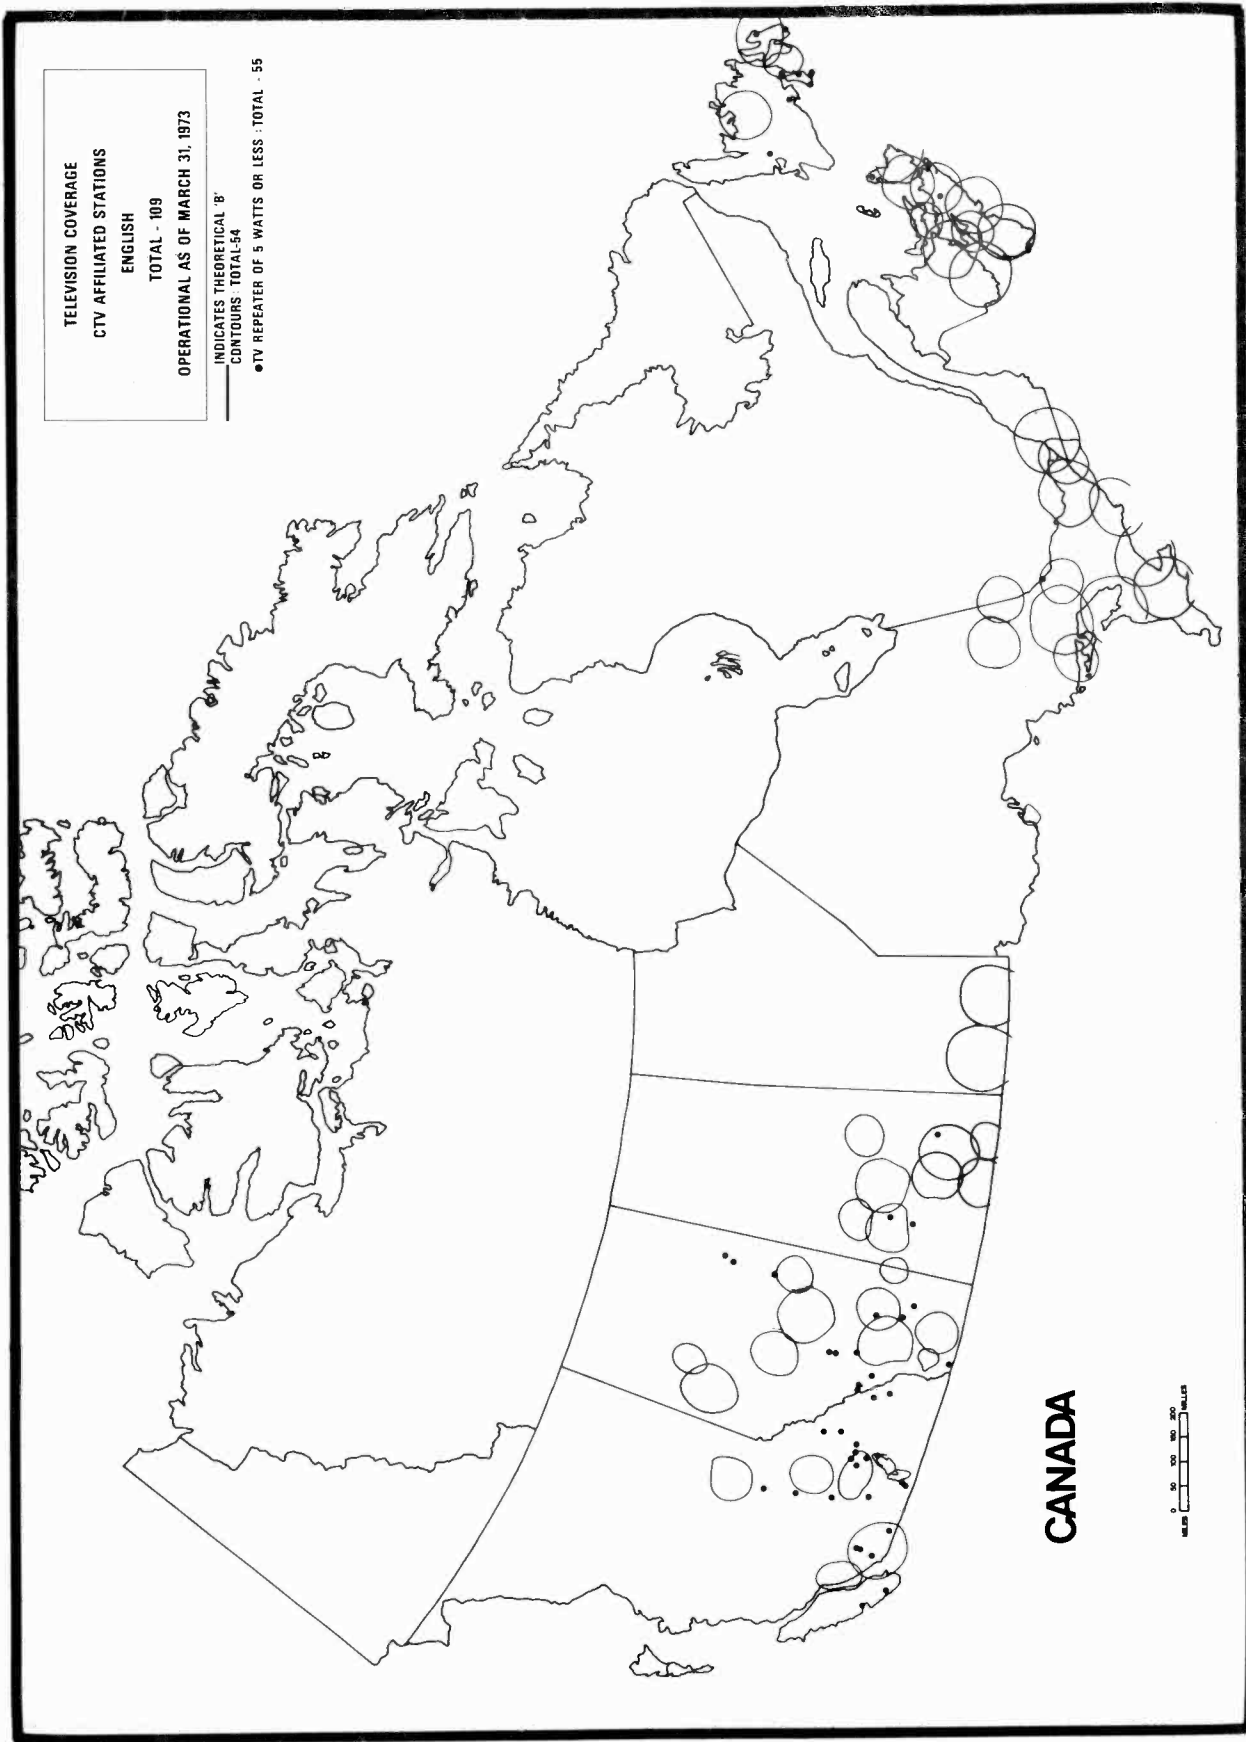 TELEVISION COVERAGE
CTV AFFILIATED STATIONS
ENGLISH
TOTAL - 109
OPERATIONAL AS OF MARCH 31, 1973
INDICATES THEORETICAL 'B'
CONTOURS : TOTAL-54
●TV REPEATER OF 5 WATTS OR LESS : TOTAL - 55
CANADA
MILES 0 50 100 150 200 MILLES